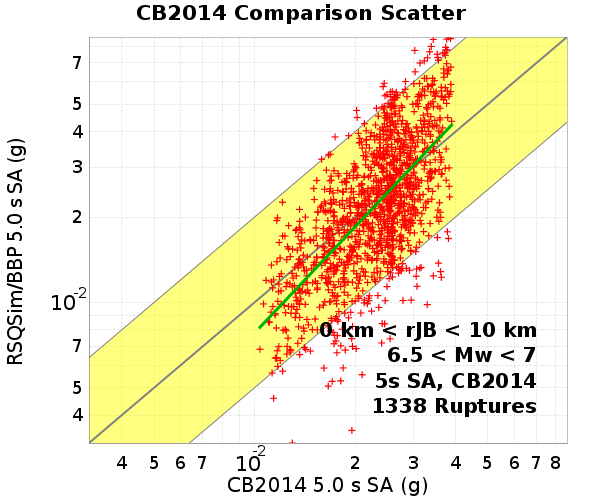 CB2014 Comparison Scatter
RSQSim/BBP 5.0 s SA (g)
7
5
4
3
2
10-2
7
5
4
0 km < rJB < 10 km
6.5 < Mw < 7
5s SA, CB2014
1338 Ruptures
4 5 6 7 10-2 2 3 4 5 6 7 8
CB2014 5.0 s SA (g)